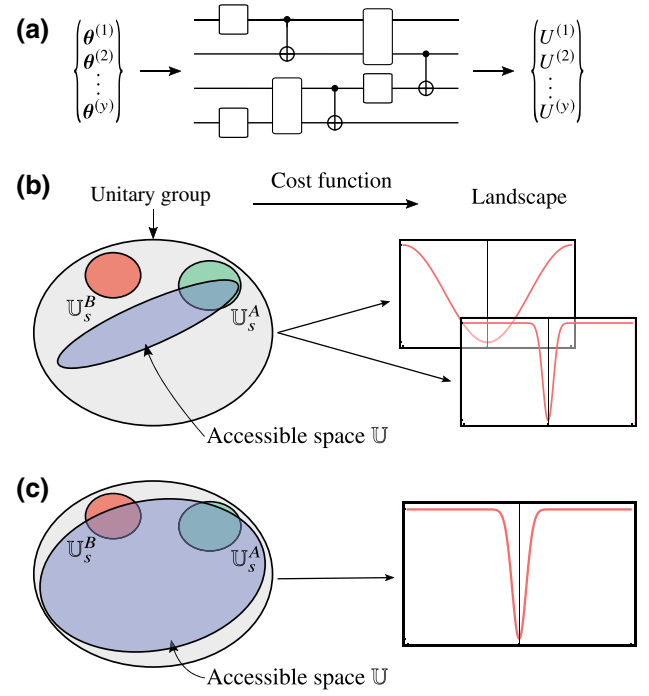 (a)
θ⁽¹⁾
θ⁽²⁾
⋮
θ⁽ʸ⁾
U⁽¹⁾
U⁽²⁾
⋮
U⁽ʸ⁾
(b)
Cost function
Unitary group
Landscape
𝕌ₛᴮ
𝕌ₛᴬ
Accessible space 𝕌
(c)
𝕌ₛᴮ
𝕌ₛᴬ
Accessible space 𝕌